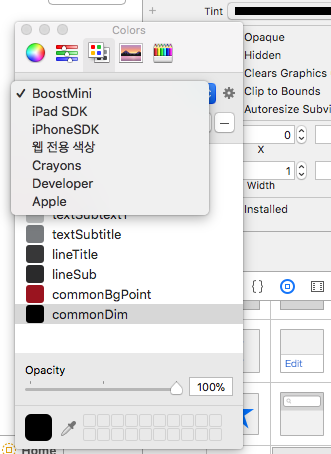 Colors
Tint
Opaque
Hidden
Clears Graphics
Clip to Bounds
Autoresize Subvi
✓ BoostMini
iPad SDK
iPhoneSDK
웹 전용 색상
Crayons
Developer
Apple
0
X
1
Width
Installed
textSubtext1
textSubtitle
lineTitle
lineSub
commonBgPoint
commonDim
{ }
Opacity
100%
Edit
Home